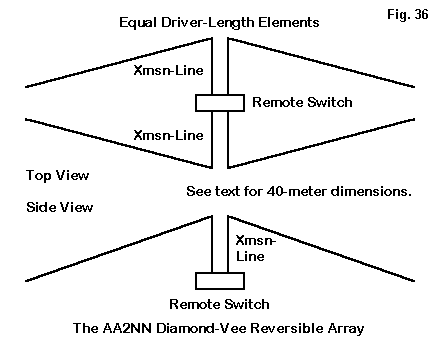 Fig. 36
Equal Driver-Length Elements
Xmsn-Line
Remote Switch
Xmsn-Line
Top View
See text for 40-meter dimensions.
Side View
Xmsn-
Line
Remote Switch
The AA2NN Diamond-Vee Reversible Array